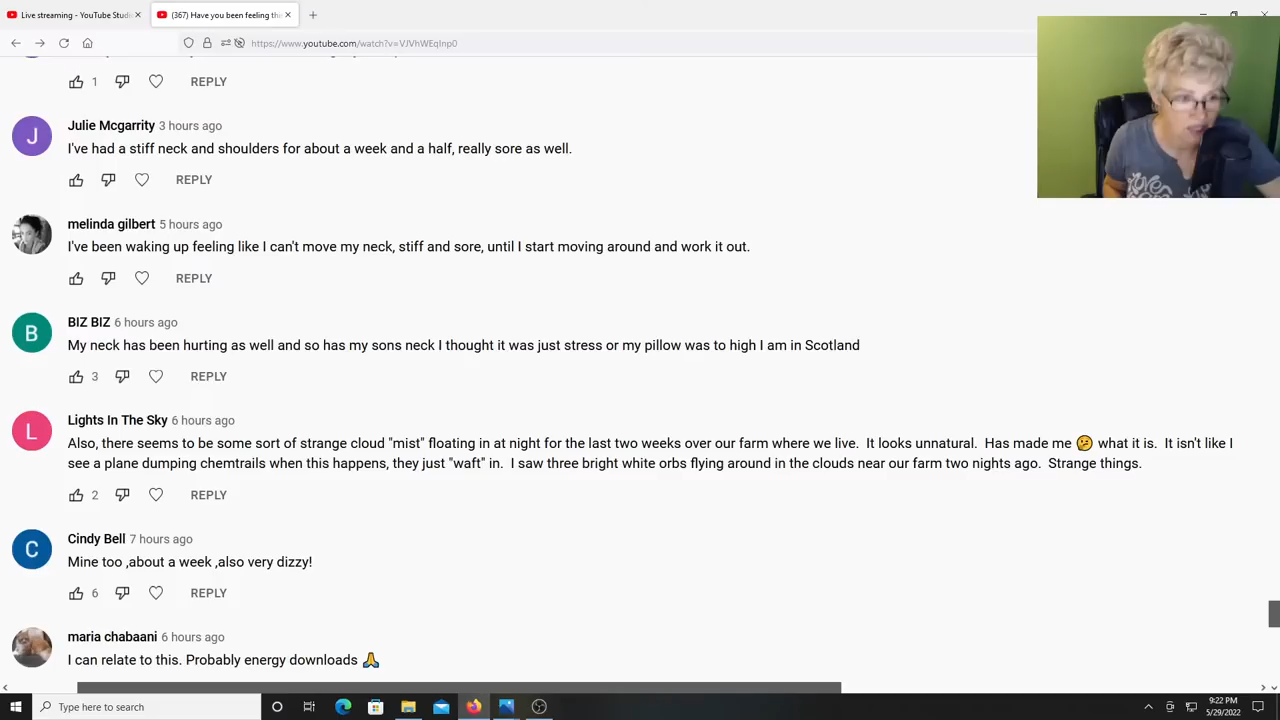 Live streaming - YouTube Stud
(367) Have you been feeling the
https://www.youtube.com/watch?v=VJVhWEqInp0
1 REPLY
Julie Mcgarrity 3 hours ago
I've had a stiff neck and shoulders for about a week and a half, really sore as well.
REPLY
melinda gilbert 5 hours ago
I've been waking up feeling like I can't move my neck, stiff and sore, until I start moving around and work it out.
REPLY
BIZ BIZ 6 hours ago
My neck has been hurting as well and so has my sons neck I thought it was just stress or my pillow was to high I am in Scotland
3 REPLY
Lights In The Sky 6 hours ago
Also, there seems to be some sort of strange cloud "mist" floating in at night for the last two weeks over our farm where we live. It looks unnatural. Has made me 🤔 what it is. It isn't like I
see a plane dumping chemtrails when this happens, they just "waft" in. I saw three bright white orbs flying around in the clouds near our farm two nights ago. Strange things.
2 REPLY
Cindy Bell 7 hours ago
Mine too ,about a week ,also very dizzy!
6 REPLY
maria chabaani 6 hours ago
I can relate to this. Probably energy downloads 🙏
Type here to search
9:22 PM
5/29/2022